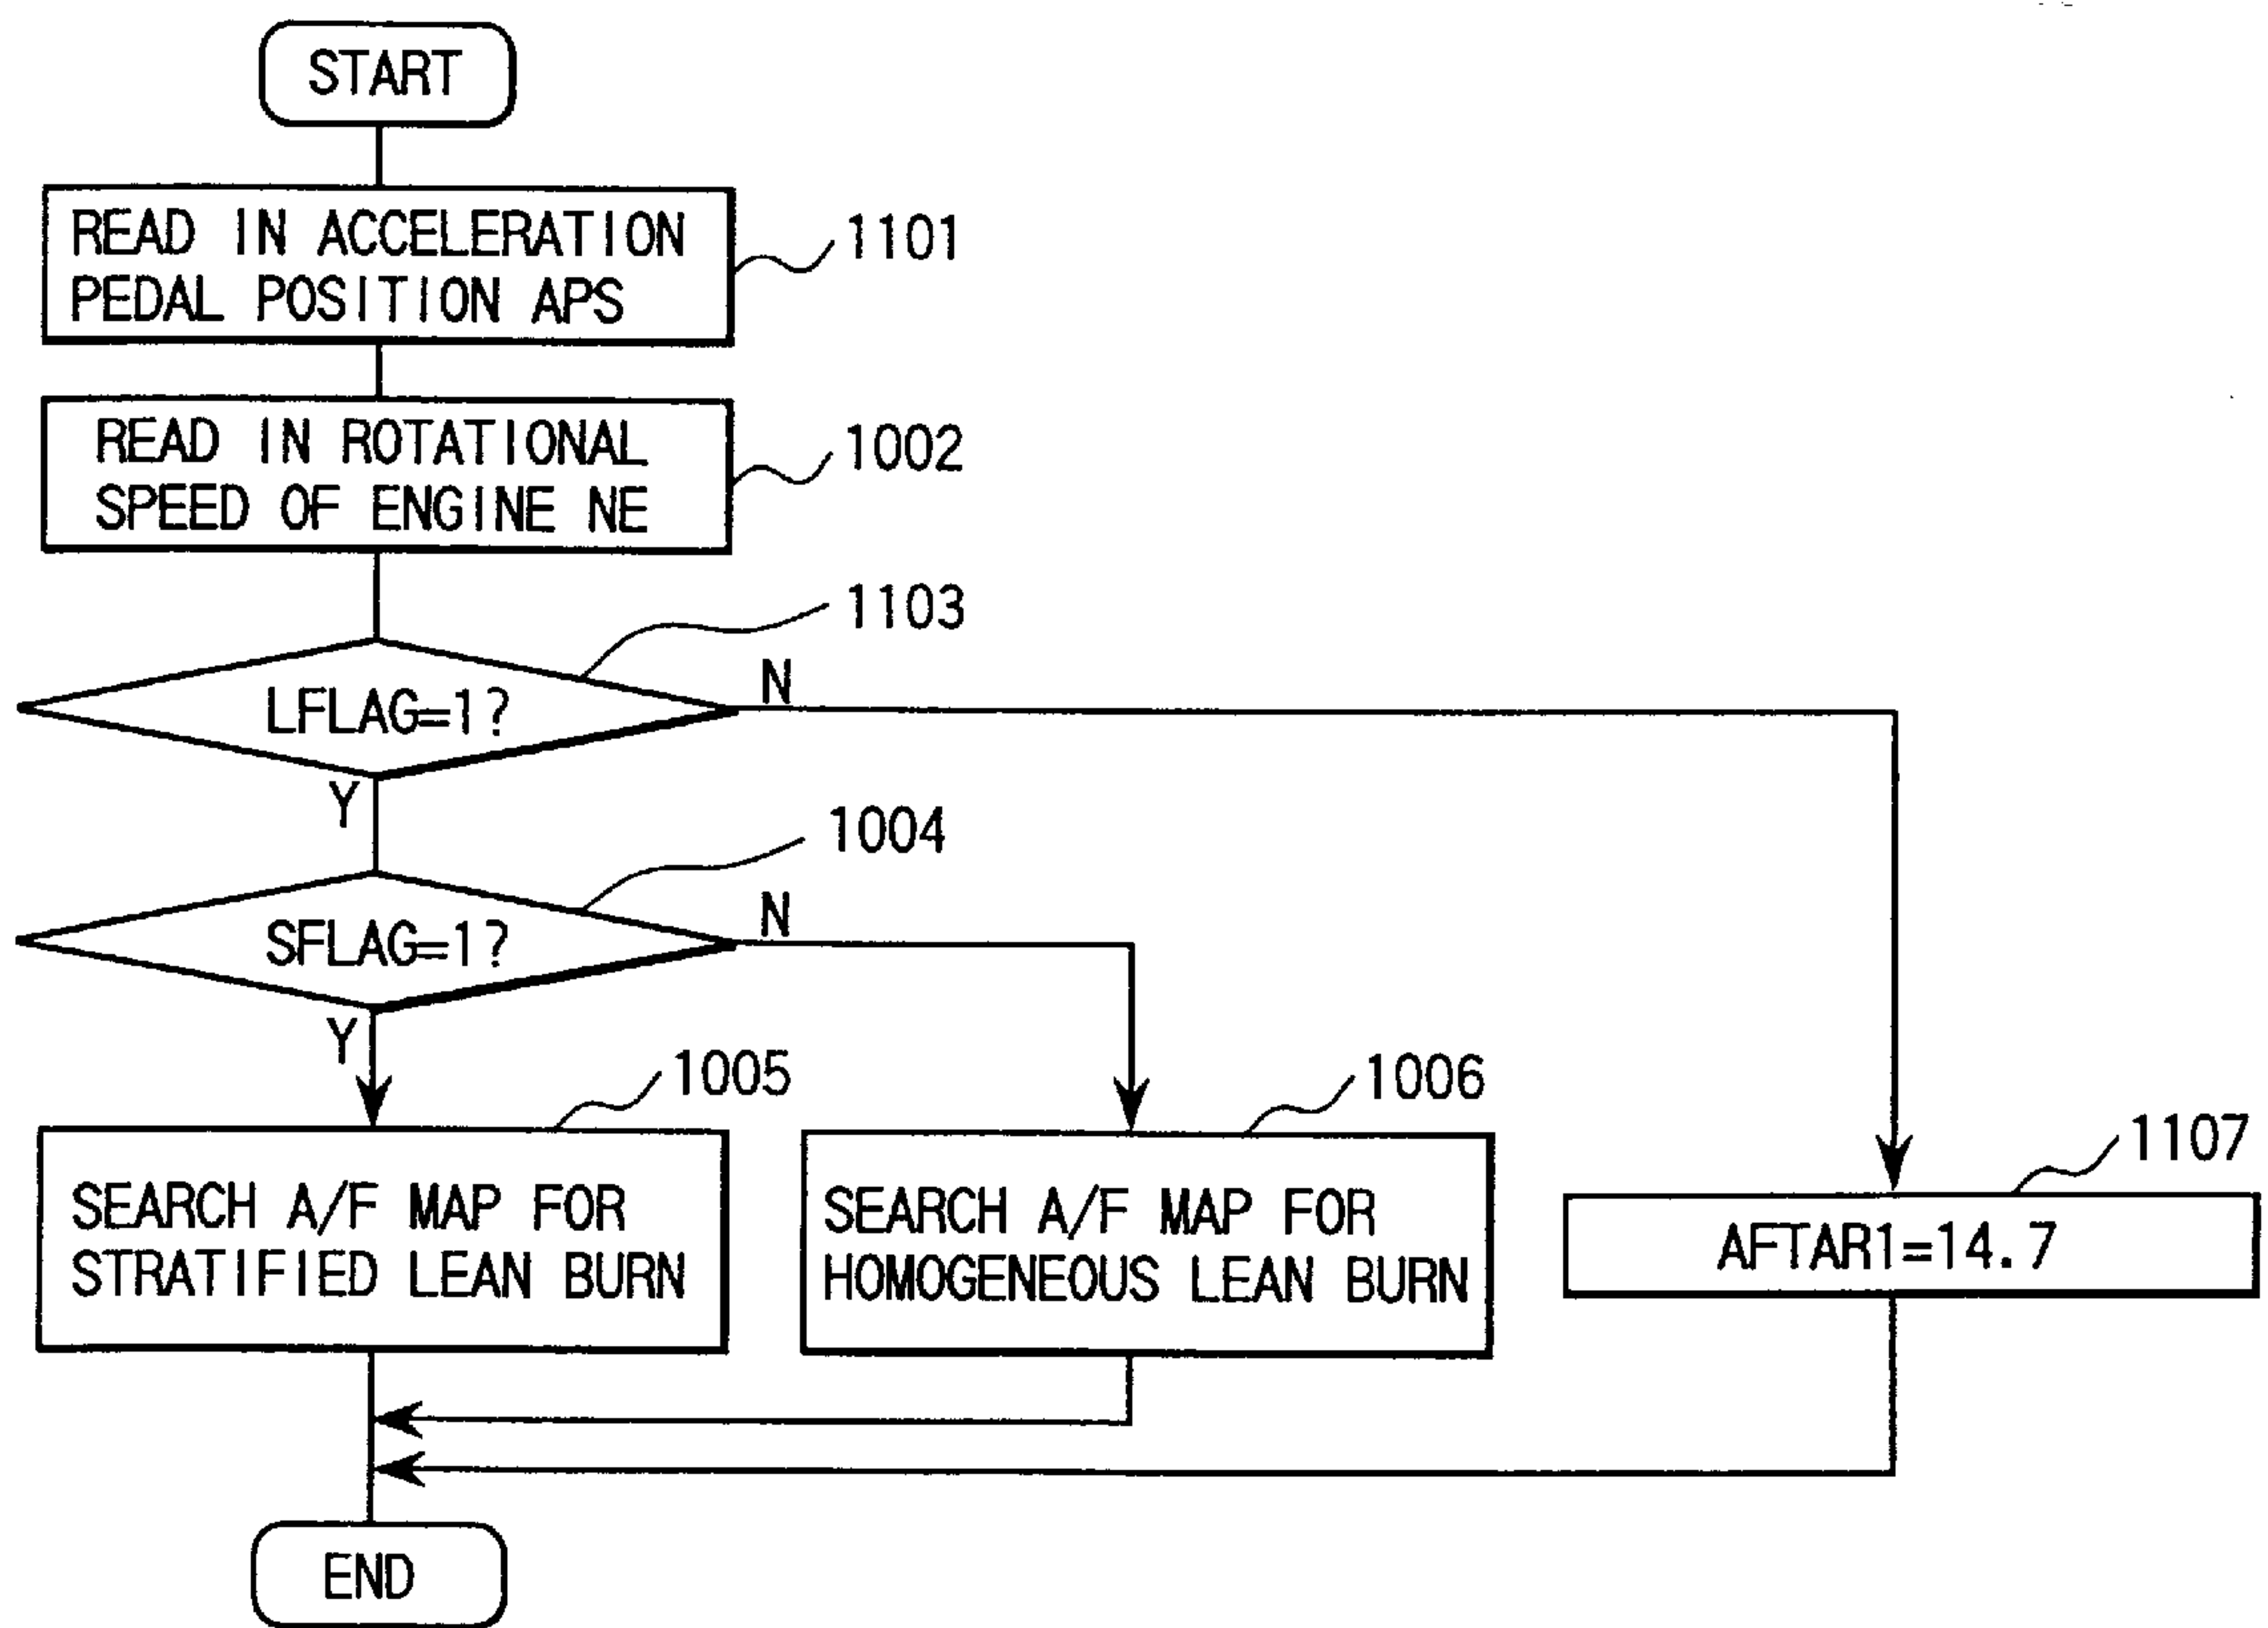 START
READ IN ACCELERATION
PEDAL POSITION APS
1101
READ IN ROTATIONAL
SPEED OF ENGINE NE
1002
1103
LFLAG=1?
N
Y
1004
SFLAG=1?
N
Y
1005
SEARCH A/F MAP FOR
STRATIFIED LEAN BURN
1006
SEARCH A/F MAP FOR
HOMOGENEOUS LEAN BURN
1107
AFTAR1=14.7
END